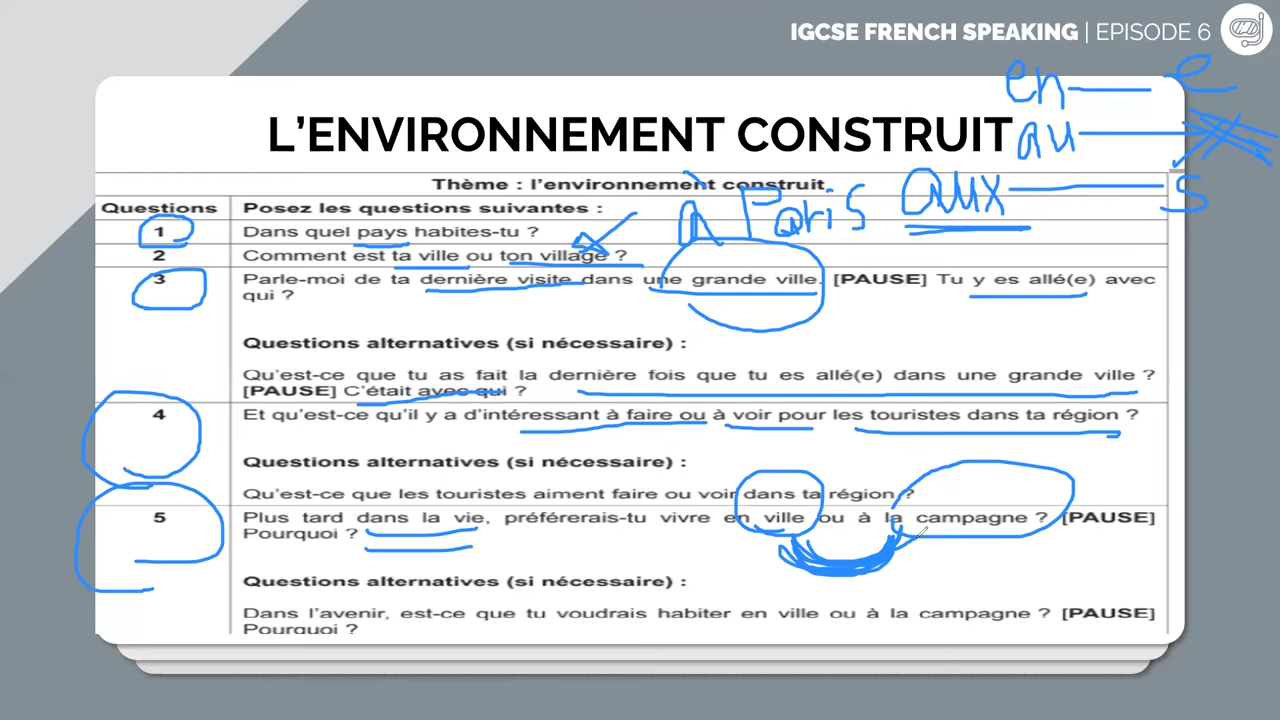 IGCSE FRENCH SPEAKING | EPISODE 6
en e
L'ENVIRONNEMENT CONSTRUIT
au
Thème : l'environnement construit
aux s
Questions Posez les questions suivantes :
à Paris
1 Dans quel pays habites-tu ?
2 Comment est ta ville ou ton village ?
3 Parle-moi de ta dernière visite dans une grande ville. [PAUSE] Tu y es allé(e) avec
qui ?
Questions alternatives (si nécessaire) :
Qu'est-ce que tu as fait la dernière fois que tu es allé(e) dans une grande ville ?
[PAUSE] C'était avec qui ?
4 Et qu'est-ce qu'il y a d'intéressant à faire ou à voir pour les touristes dans ta région ?
Questions alternatives (si nécessaire) :
Qu'est-ce que les touristes aiment faire ou voir dans ta région ?
5 Plus tard dans la vie, préférerais-tu vivre en ville ou à la campagne ? [PAUSE]
Pourquoi ?
Questions alternatives (si nécessaire) :
Dans l'avenir, est-ce que tu voudrais habiter en ville ou à la campagne ? [PAUSE]
Pourquoi ?